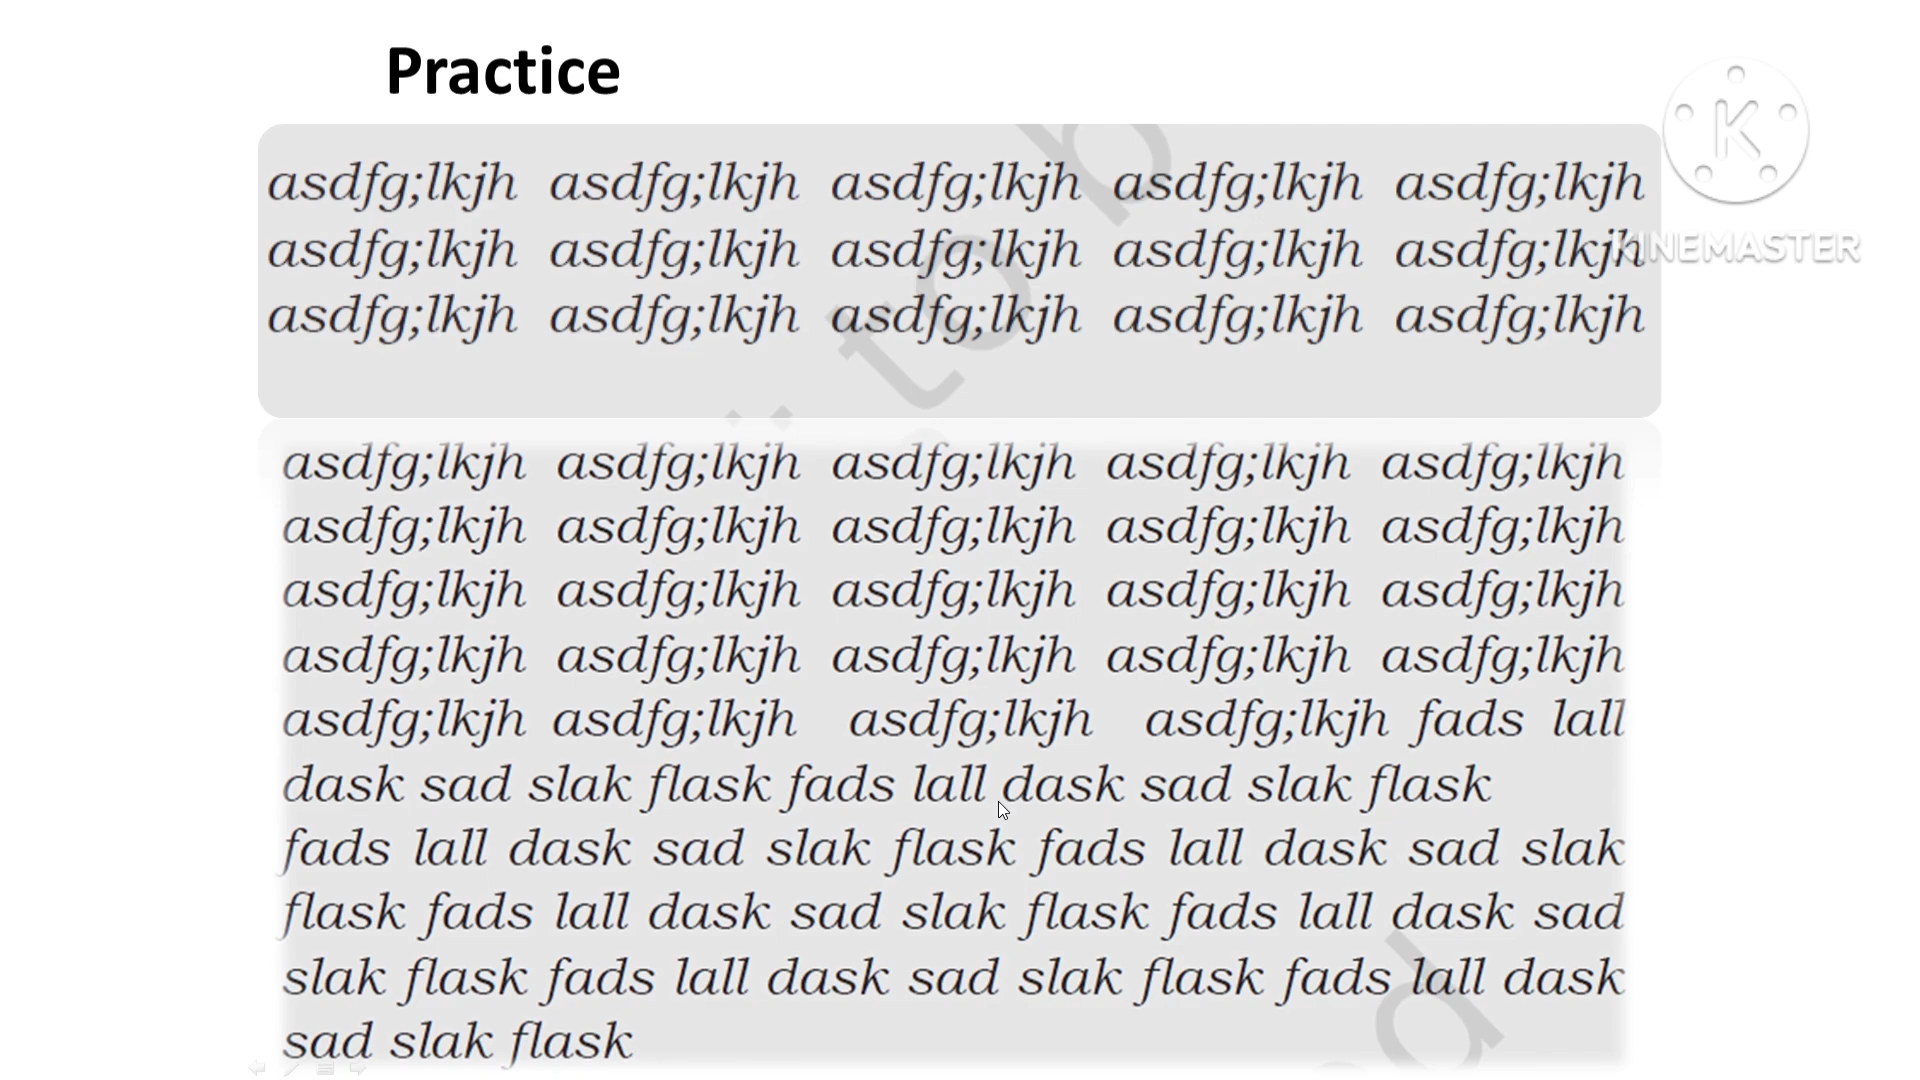 Practice
asdfg;lkjh asdfg;lkjh asdfg;lkjh asdfg;lkjh asdfg;lkjh
asdfg;lkjh asdfg;lkjh asdfg;lkjh asdfg;lkjh asdfg;lkjh
asdfg;lkjh asdfg;lkjh asdfg;lkjh asdfg;lkjh asdfg;lkjh
K
KINEMASTER
to b
asdfg;lkjh asdfg;lkjh asdfg;lkjh asdfg;lkjh asdfg;lkjh
asdfg;lkjh asdfg;lkjh asdfg;lkjh asdfg;lkjh asdfg;lkjh
asdfg;lkjh asdfg;lkjh asdfg;lkjh asdfg;lkjh asdfg;lkjh
asdfg;lkjh asdfg;lkjh asdfg;lkjh asdfg;lkjh asdfg;lkjh
asdfg;lkjh asdfg;lkjh asdfg;lkjh asdfg;lkjh fads lall
dask sad slak flask fads lall dask sad slak flask
fads lall dask sad slak flask fads lall dask sad slak
flask fads lall dask sad slak flask fads lall dask sad
slak flask fads lall dask sad slak flask fads lall dask
sad slak flask